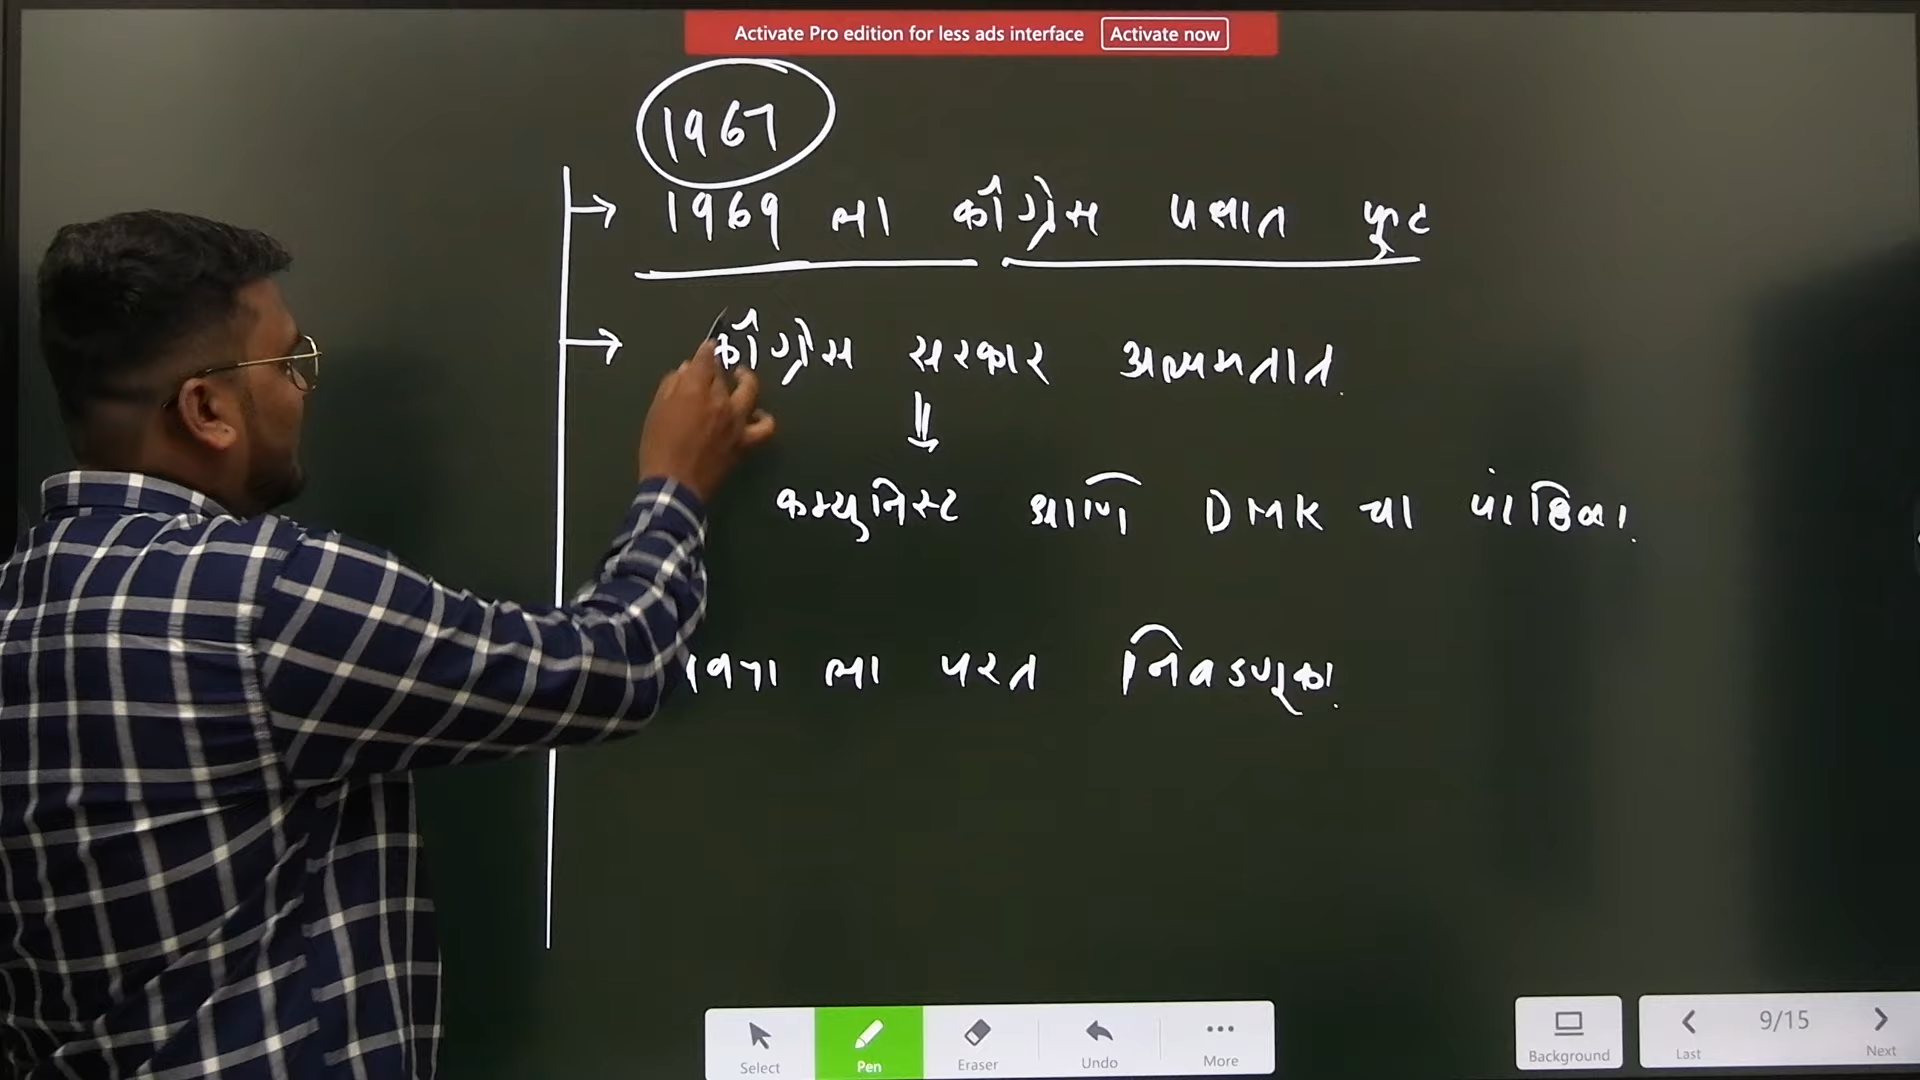 Activate Pro edition for less ads interface Activate now
1967
→ 1969 ला काँग्रेस पक्षात फूट
→ काँग्रेस सरकार अल्पमतात.
कम्युनिस्ट आणि DMK चा पाठिंबा.
1971 ला परत निवडणूका.
Select Pen Eraser Undo More
Background
Last 9/15 Next